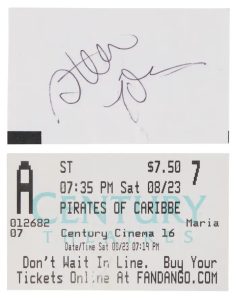 A ST $7.50 7
07:35 PM Sat 08/23
PIRATES OF CARIBBE
012682 Maria
07 Century Cinema 16
Date/Time Sat 08/23 07:19 PM
CENTURY
THEATRES
Don't Wait In Line. Buy Your
Tickets Online At FANDANGO.COM